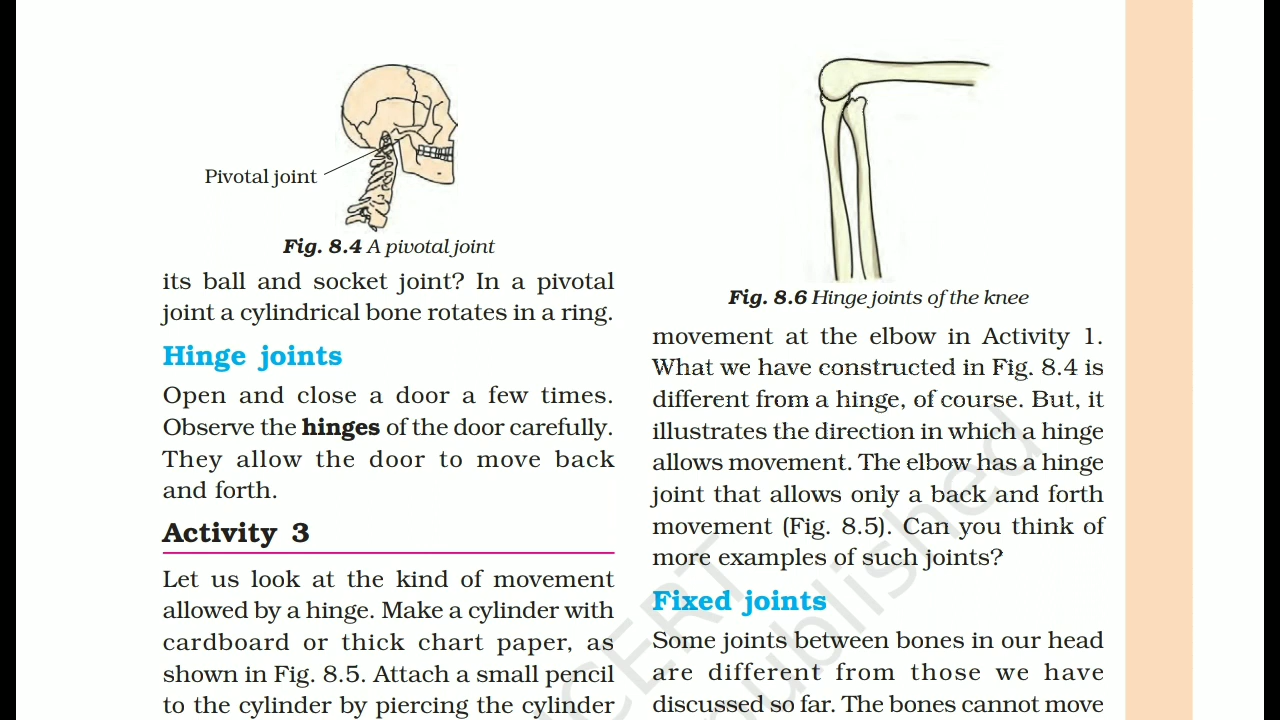 Pivotal joint
Fig. 8.4 A pivotal joint
its ball and socket joint? In a pivotal
joint a cylindrical bone rotates in a ring.
Hinge joints
Open and close a door a few times.
Observe the hinges of the door carefully.
They allow the door to move back
and forth.
Activity 3
Let us look at the kind of movement
allowed by a hinge. Make a cylinder with
cardboard or thick chart paper, as
shown in Fig. 8.5. Attach a small pencil
to the cylinder by piercing the cylinder
Fig. 8.6 Hinge joints of the knee
movement at the elbow in Activity 1.
What we have constructed in Fig. 8.4 is
different from a hinge, of course. But, it
illustrates the direction in which a hinge
allows movement. The elbow has a hinge
joint that allows only a back and forth
movement (Fig. 8.5). Can you think of
more examples of such joints?
Fixed joints
Some joints between bones in our head
are different from those we have
discussed so far. The bones cannot move
NCERT
published